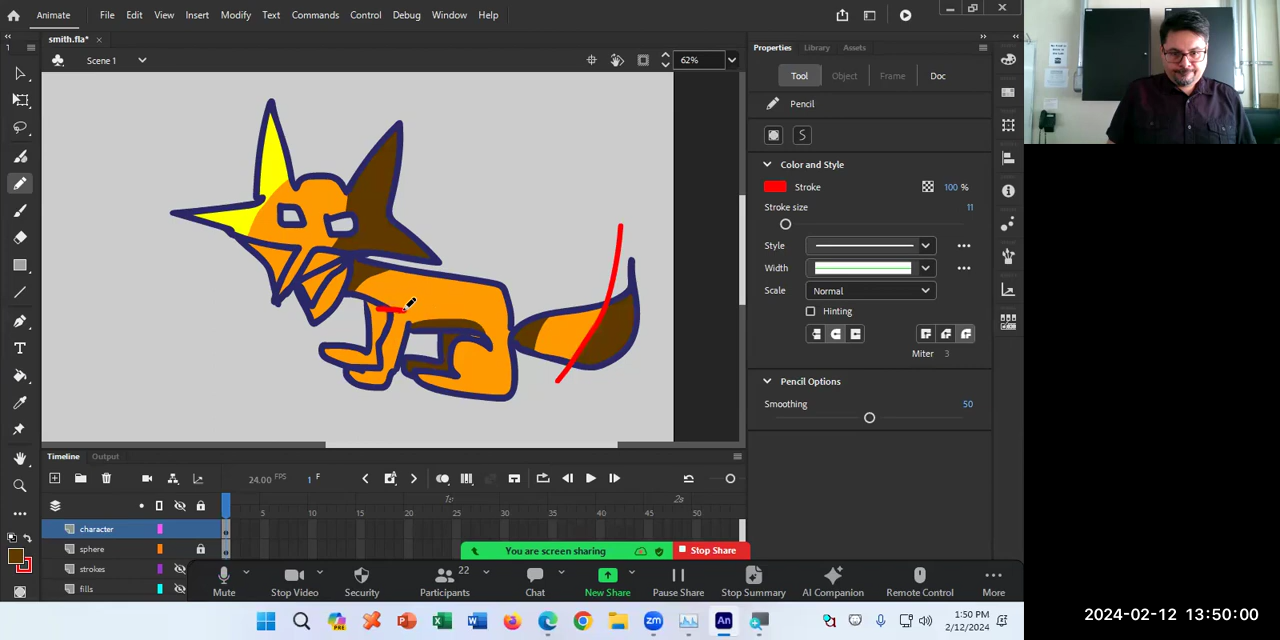 Animate File Edit View Insert Modify Text Commands Control Debug Window Help
smith.fla* ×
Scene 1 62%
Properties Library Assets
Tool Object Frame Doc
Pencil
Color and Style
Stroke 100 %
Stroke size 11
Style
Width
Scale Normal
Hinting
Miter 3
Pencil Options
Smoothing 50
Timeline Output
24.00 FPS 1 F
1s 2s
5 10 15 20 25 30 35 40 45 50
character
sphere
strokes
fills
You are screen sharing Stop Share
22
Mute Stop Video Security Participants Chat New Share Pause Share Stop Summary AI Companion Remote Control More
1:50 PM
2/12/2024
2024-02-12 13:50:00